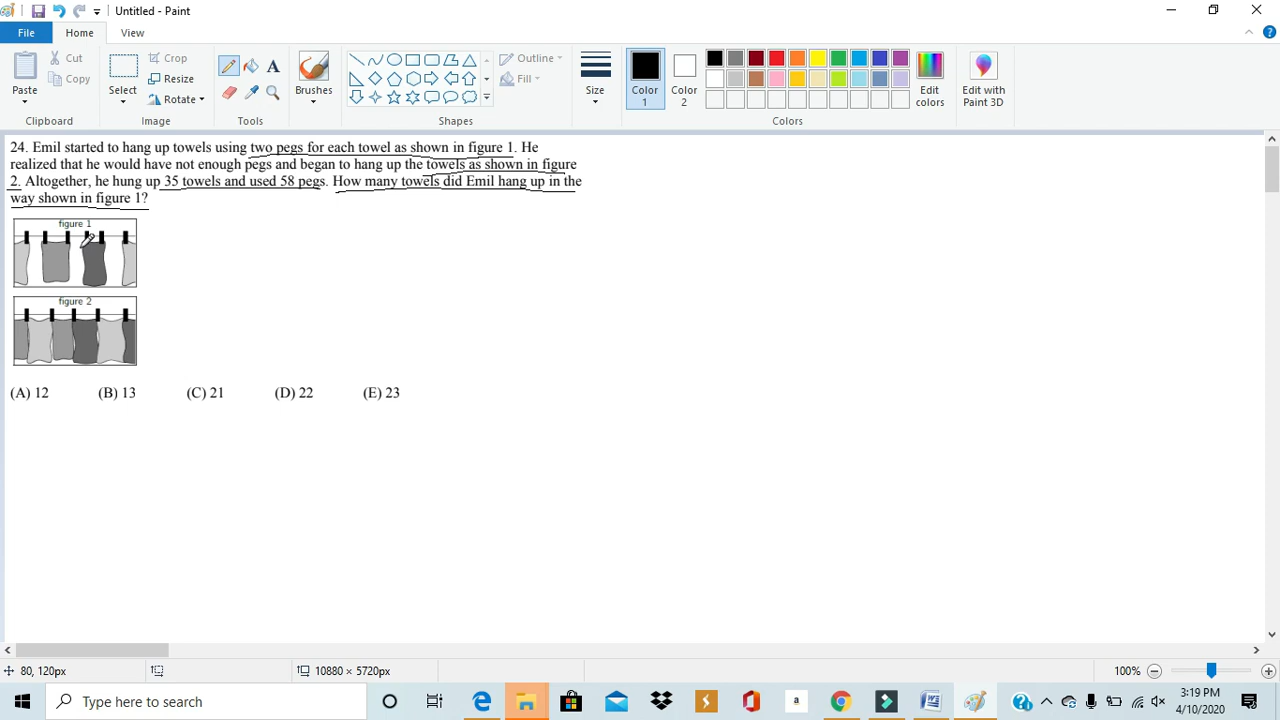 Untitled - Paint
File
Home
View
Paste
Cut
Copy
Clipboard
Select
Crop
Resize
Rotate
Image
A
Tools
Brushes
Outline
Fill
Shapes
Size
Color 1
Color 2
Colors
Edit colors
Edit with Paint 3D
24. Emil started to hang up towels using two pegs for each towel as shown in figure 1. He
realized that he would have not enough pegs and began to hang up the towels as shown in figure
2. Altogether, he hung up 35 towels and used 58 pegs. How many towels did Emil hang up in the
way shown in figure 1?
figure 1
figure 2
(A) 12 (B) 13 (C) 21 (D) 22 (E) 23
80, 120px
10880 × 5720px
100%
Type here to search
3:19 PM
4/10/2020